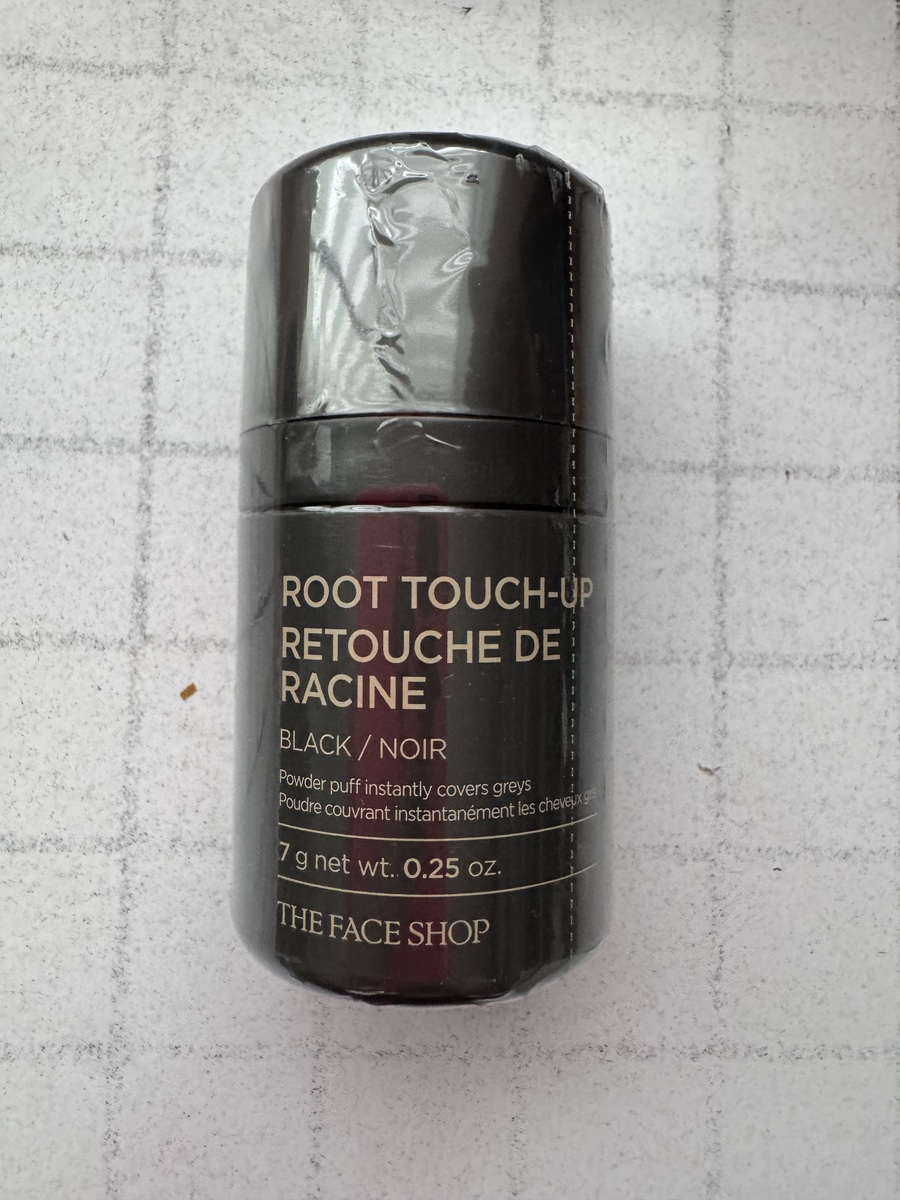 ROOT TOUCH-UP
RETOUCHE DE
RACINE
BLACK / NOIR
Powder puff instantly covers greys
Poudre couvrant instantanément les cheveux gris
7 g net wt. 0.25 oz.
THE FACE SHOP